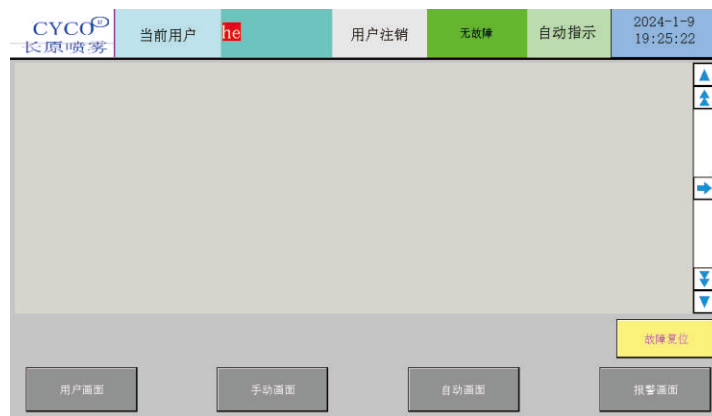 CYCO®
长原喷雾
当前用户
he
用户注销
无故障
自动指示
2024-1-9
19:25:22
故障复位
用户画面
手动画面
自动画面
报警画面